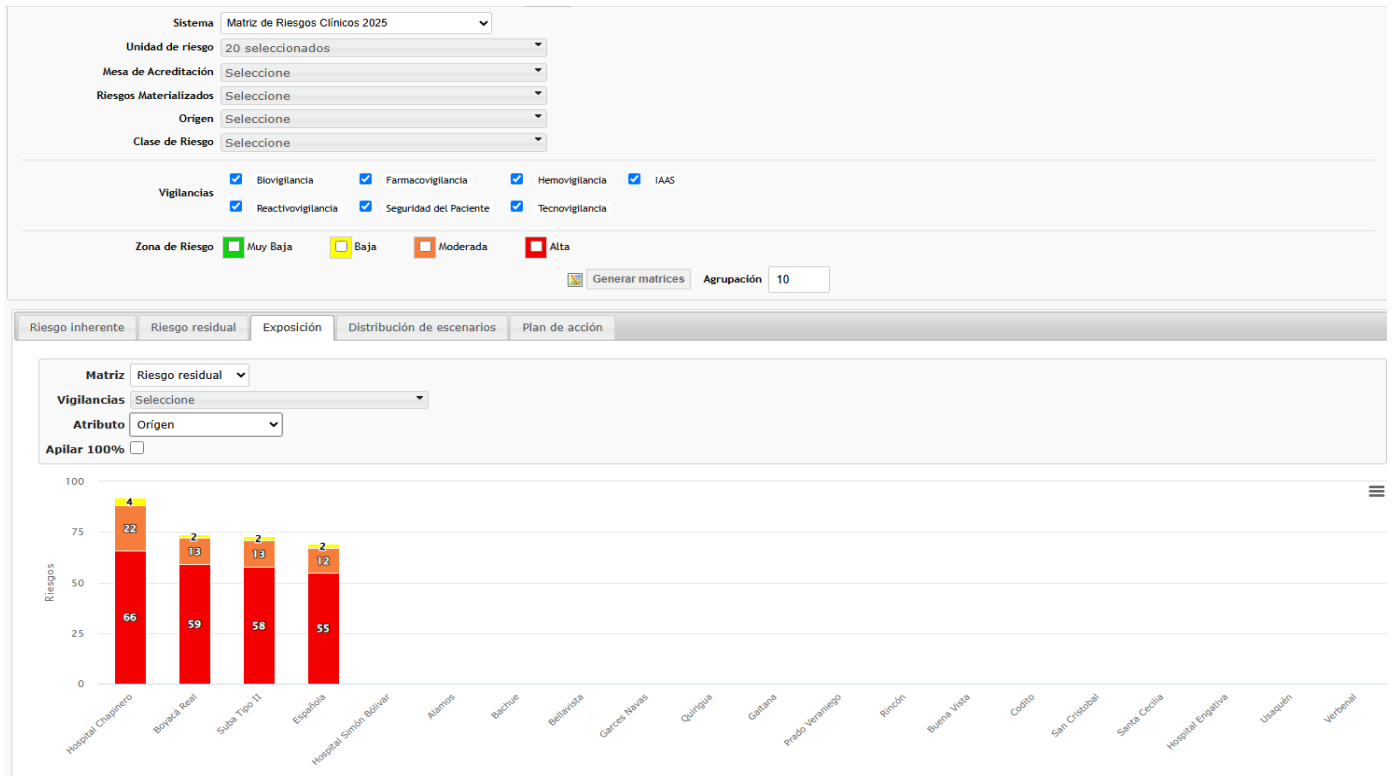 Sistema Matriz de Riesgos Clínicos 2025
Unidad de riesgo 20 seleccionados
Mesa de Acreditación Seleccione
Riesgos Materializados Seleccione
Orígen Seleccione
Clase de Riesgo Seleccione
Vigilancias
Biovigilancia Farmacovigilancia Hemovigilancia IAAS
Reactivovigilancia Seguridad del Paciente Tecnovigilancia
Zona de Riesgo Muy Baja Baja Moderada Alta
Generar matrices Agrupación 10
Riesgo inherente Riesgo residual Exposición Distribución de escenarios Plan de acción
Matriz Riesgo residual
Vigilancias Seleccione
Atributo Orígen
Apilar 100%
Riesgos
100
75
50
25
0
4 2 2 2
22 13 13 12
66 59 58 55
Hospital Chapinero
Boyacá Real
Suba Tipo II
Española
Hospital Simón Bólivar
Alamos
Bachue
Bellavista
Garces Navas
Quirigua
Gaitana
Prado Veraniego
Rincón
Buena Vista
Codito
San Cristobal
Santa Cecilia
Hospital Engativa
Usaquén
Verbenal